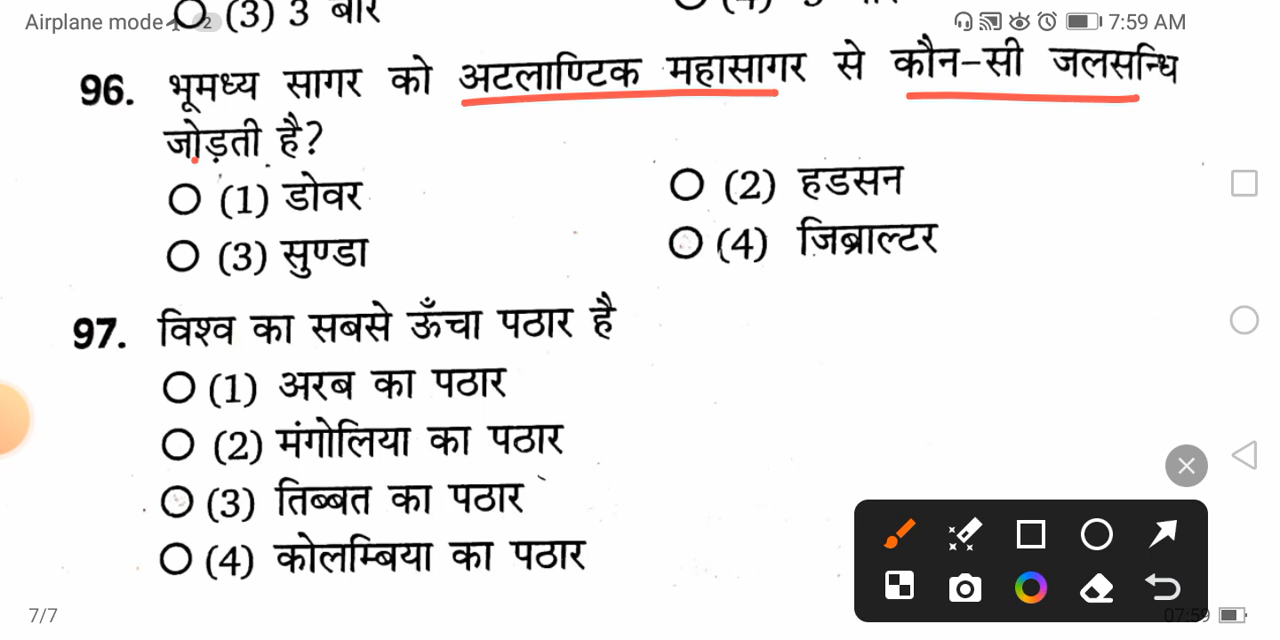 Airplane mode 2 7:59 AM
(3) 3 बार
96. भूमध्य सागर को अटलाण्टिक महासागर से कौन-सी जलसन्धि
जोड़ती है?
(1) डोवर (2) हडसन
(3) सुण्डा (4) जिब्राल्टर
97. विश्व का सबसे ऊँचा पठार है
(1) अरब का पठार
(2) मंगोलिया का पठार
(3) तिब्बत का पठार
(4) कोलम्बिया का पठार
7/7 07:59